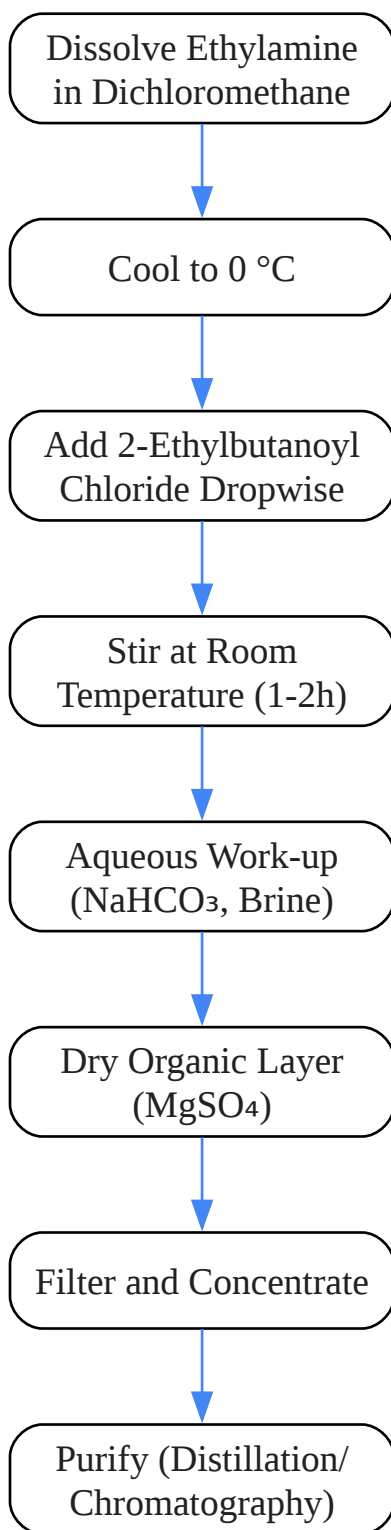 Dissolve Ethylamine
in Dichloromethane
Cool to 0 °C
Add 2-Ethylbutanoyl
Chloride Dropwise
Stir at Room
Temperature (1-2h)
Aqueous Work-up
(NaHCO₃, Brine)
Dry Organic Layer
(MgSO₄)
Filter and Concentrate
Purify (Distillation/
Chromatography)